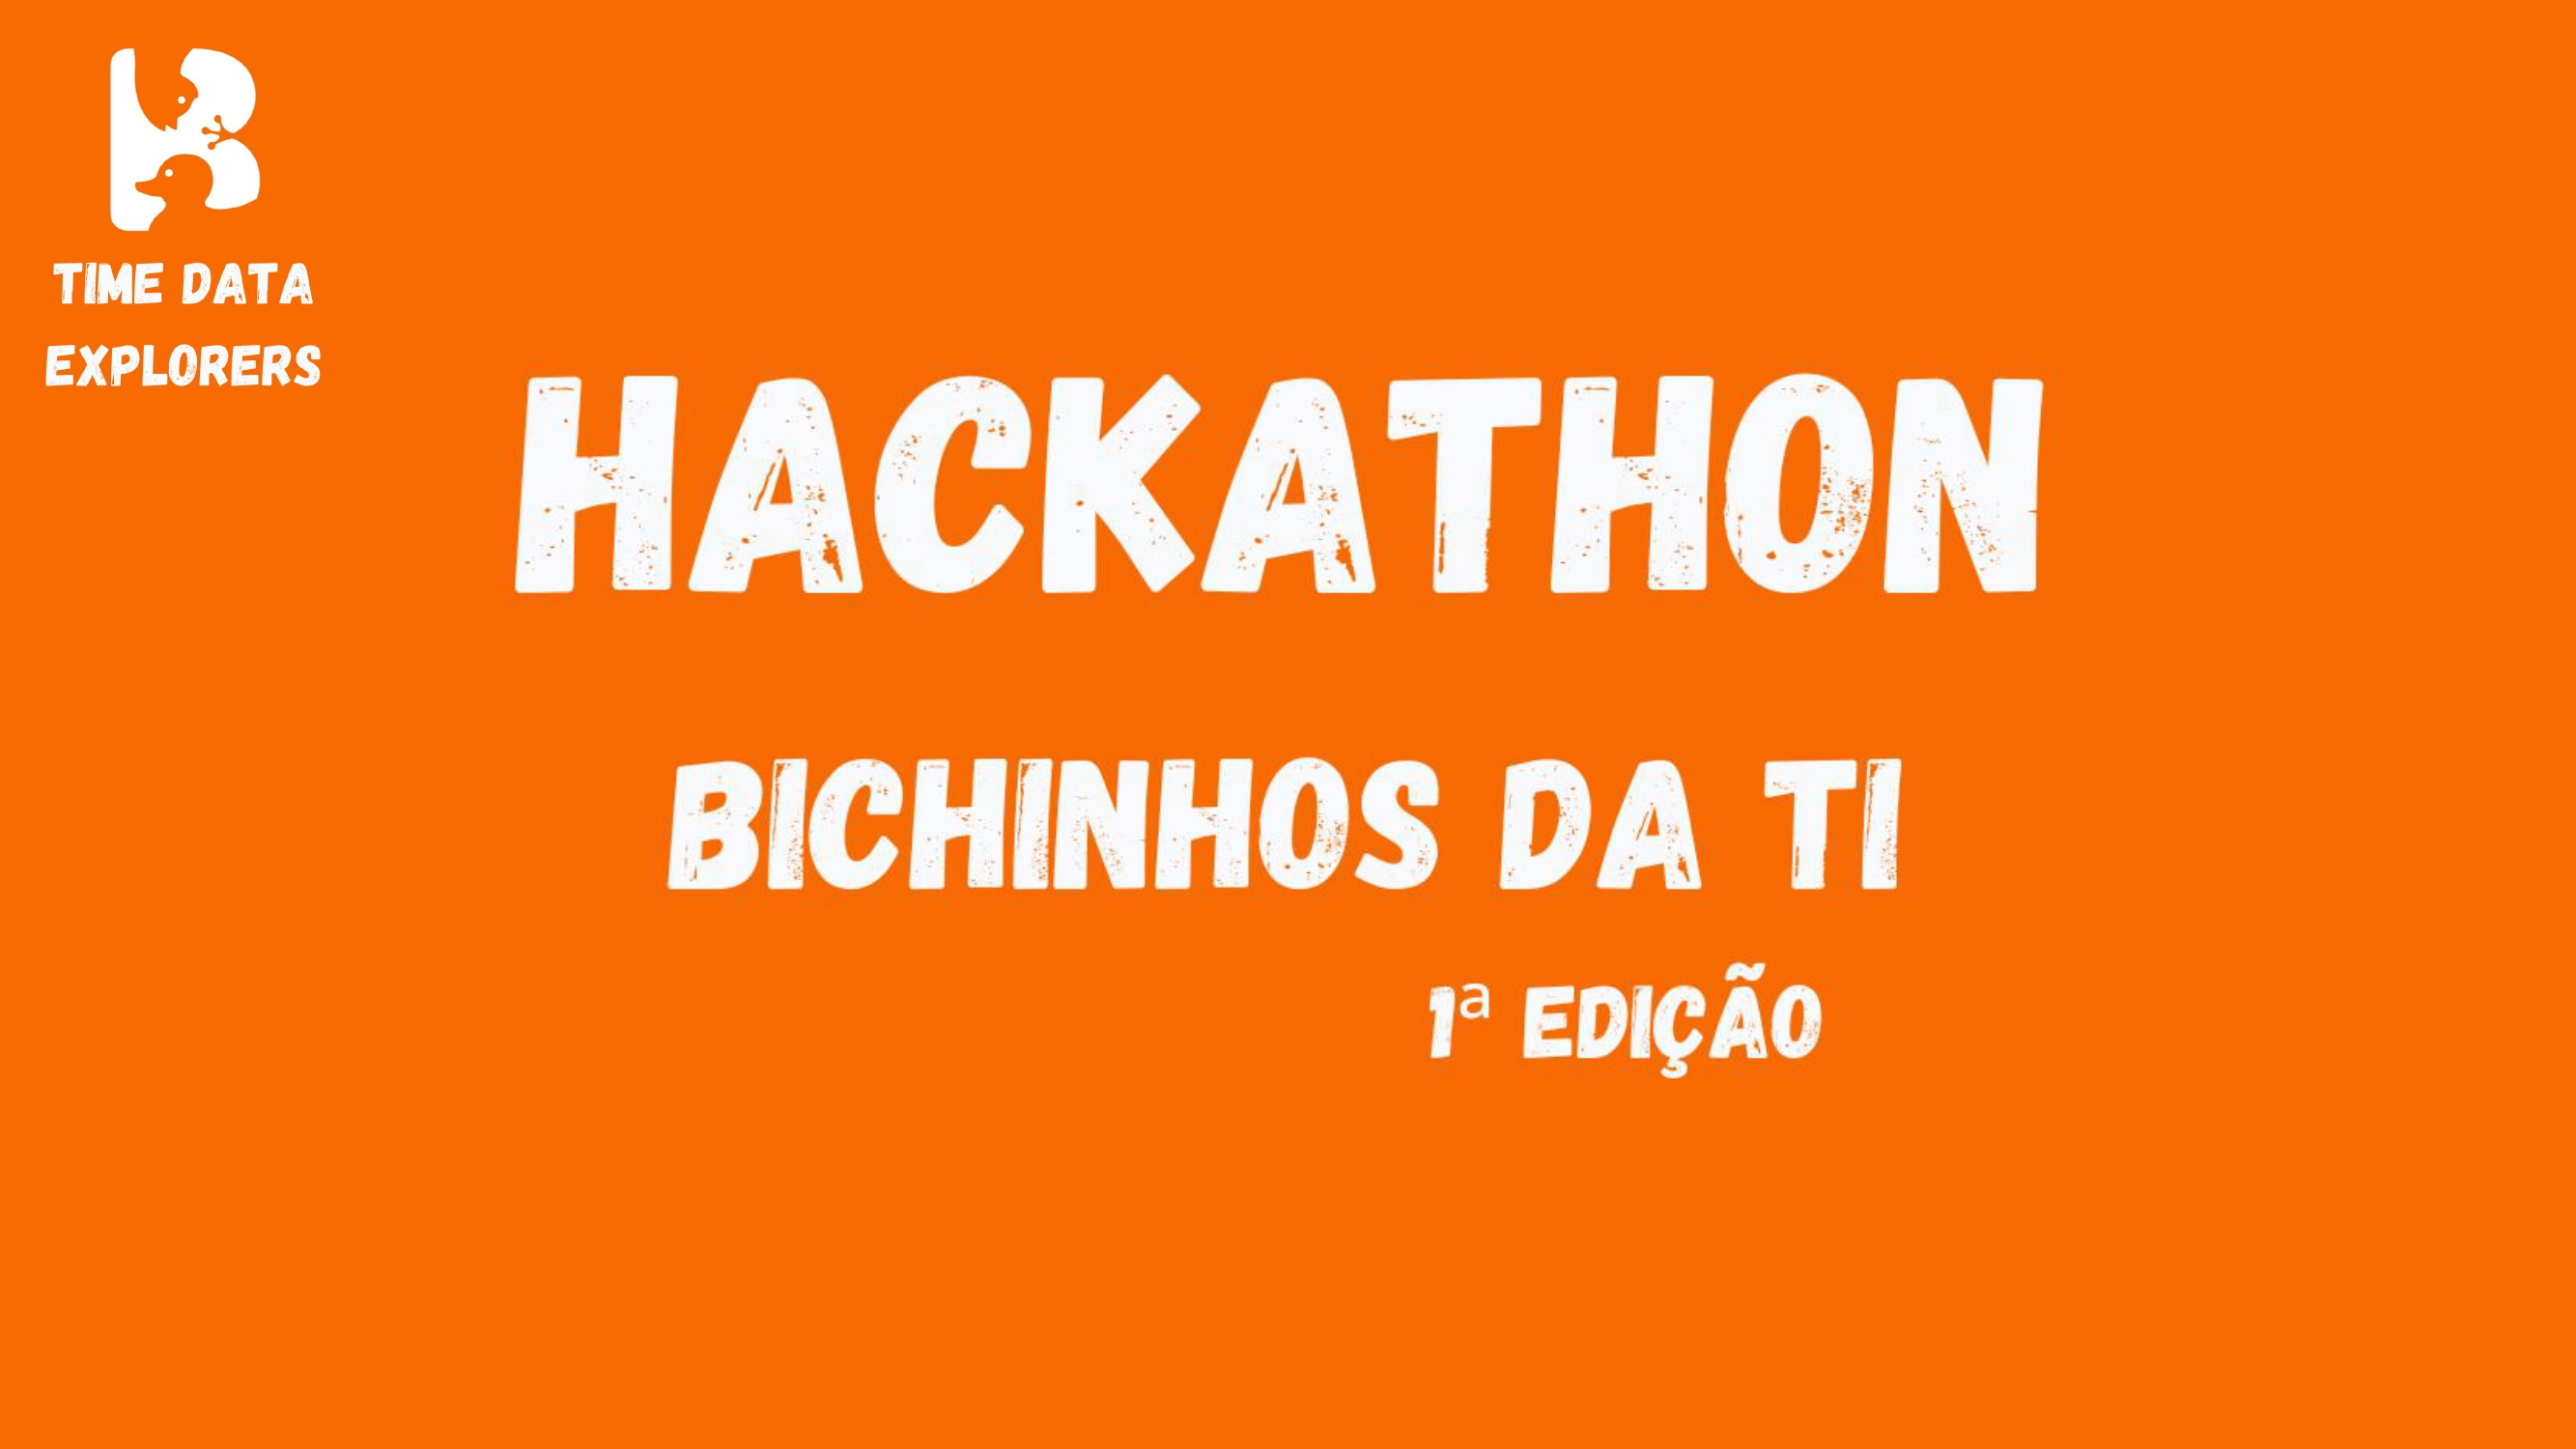 TIME DATA
EXPLORERS
HACKATHON
BICHINHOS DA TI
1ª EDIÇÃO